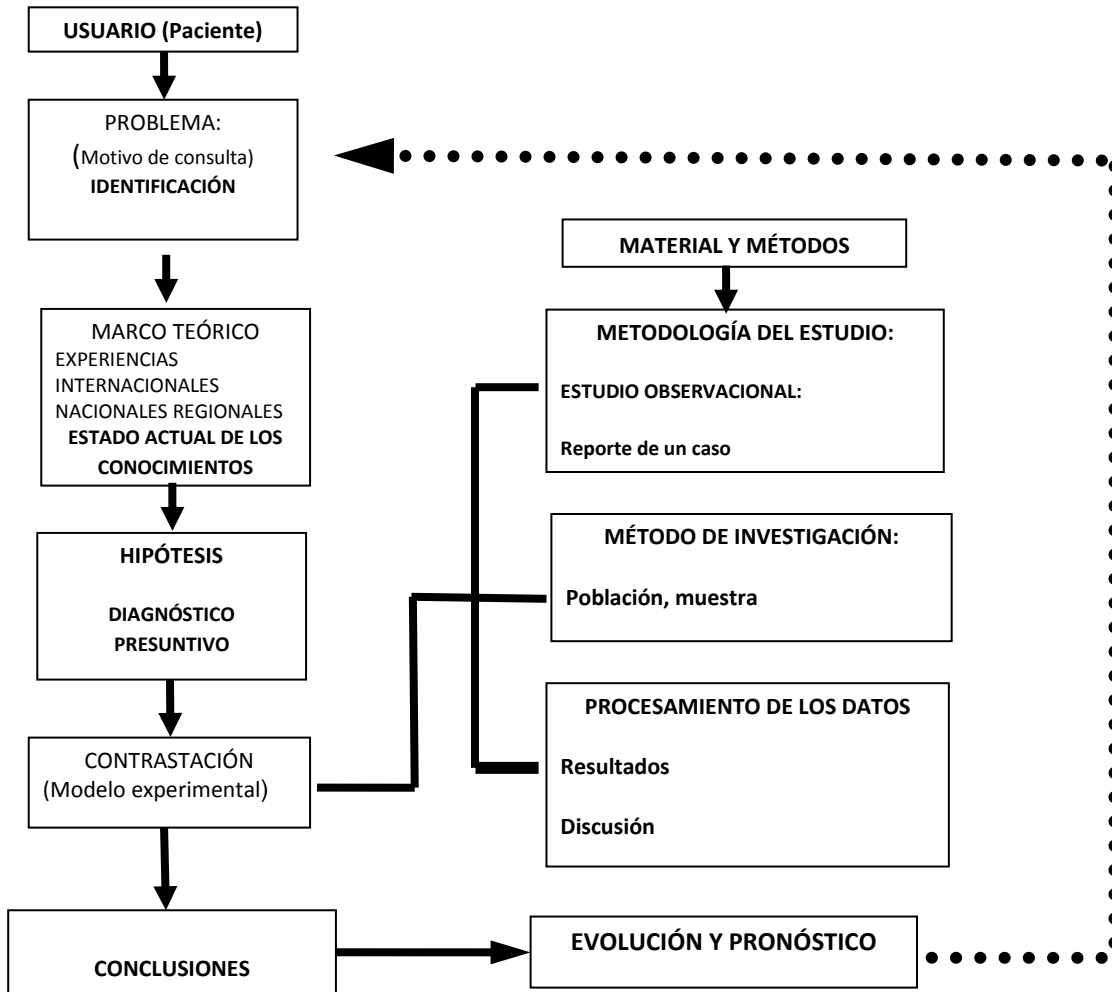 USUARIO (Paciente)
PROBLEMA:
(Motivo de consulta)
IDENTIFICACIÓN
MARCO TEÓRICO
EXPERIENCIAS
INTERNACIONALES
NACIONALES REGIONALES
ESTADO ACTUAL DE LOS
CONOCIMIENTOS
HIPÓTESIS
DIAGNÓSTICO
PRESUNTIVO
CONTRASTACIÓN
(Modelo experimental)
CONCLUSIONES
MATERIAL Y MÉTODOS
METODOLOGÍA DEL ESTUDIO:
ESTUDIO OBSERVACIONAL:
Reporte de un caso
MÉTODO DE INVESTIGACIÓN:
Población, muestra
PROCESAMIENTO DE LOS DATOS
Resultados
Discusión
EVOLUCIÓN Y PRONÓSTICO